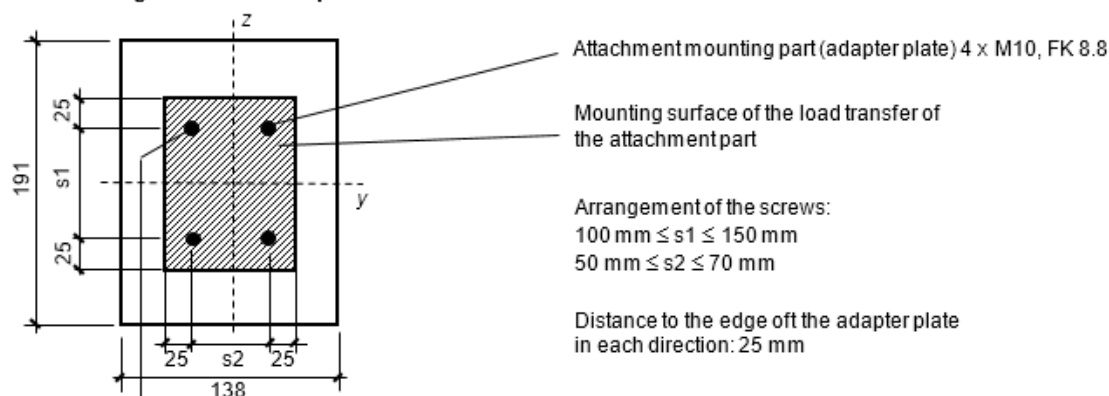 z
Attachment mounting part (adapter plate) 4 x M10, FK 8.8
25
Mounting surface of the load transfer of
the attachment part
191
s1
y
Arrangement of the screws:
100 mm ≤ s1 ≤ 150 mm
50 mm ≤ s2 ≤ 70 mm
25
Distance to the edge oft the adapter plate
in each direction: 25 mm
25 s2 25
138